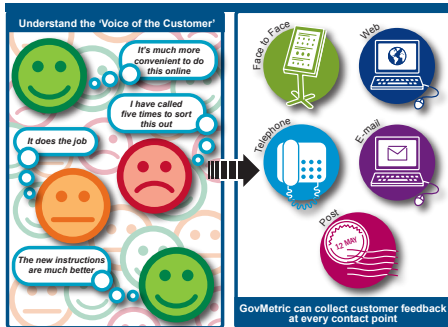 Understand the 'Voice of the Customer'
It's much more
convenient to do
this online
I have called
five times to sort
this out
It does the job
The new instructions
are much better
Face to Face
Web
Telephone
E-mail
Post
12 MAY
GovMetric can collect customer feedback
at every contact point